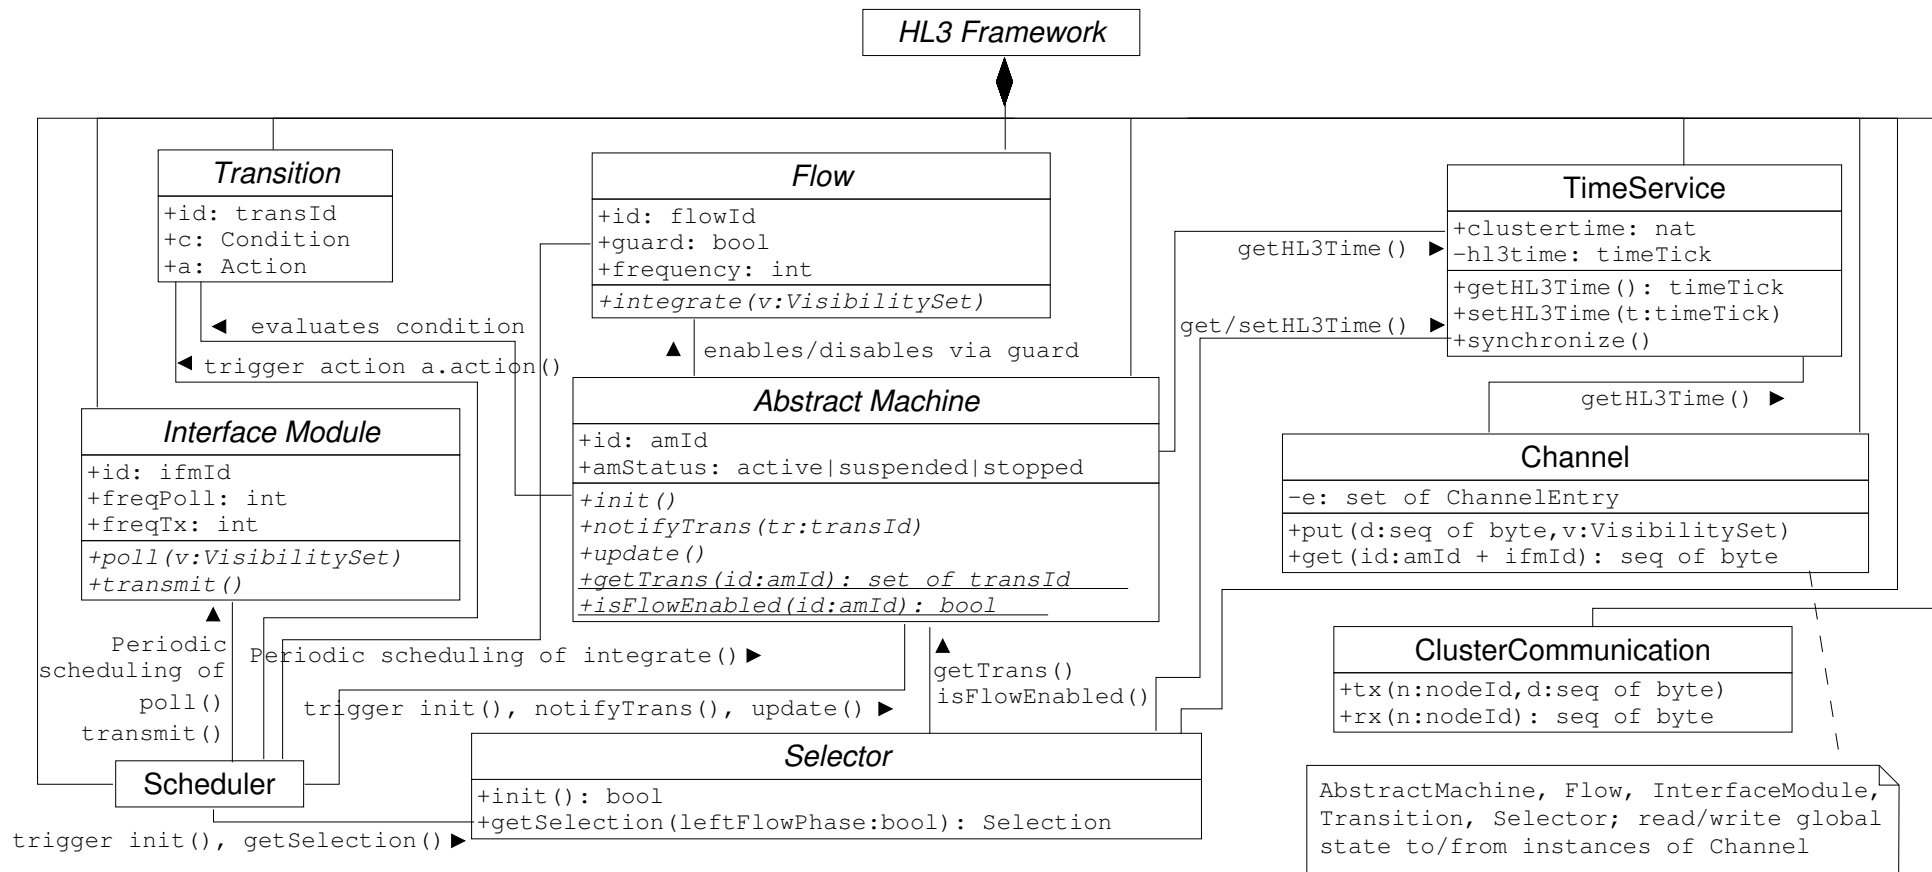 HL3 Framework
Transition
+id: transId
+c: Condition
+a: Action
Flow
+id: flowId
+guard: bool
+frequency: int
+integrate(v:VisibilitySet)
TimeService
+clustertime: nat
−hl3time: timeTick
+getHL3Time(): timeTick
+setHL3Time(t:timeTick)
+synchronize()
getHL3Time() ►
get/setHL3Time() ►
◄ evaluates condition
◄ trigger action a.action()
▲ enables/disables via guard
getHL3Time() ►
Interface Module
+id: ifmId
+freqPoll: int
+freqTx: int
+poll(v:VisibilitySet)
+transmit()
Abstract Machine
+id: amId
+amStatus: active|suspended|stopped
+init()
+notifyTrans(tr:transId)
+update()
+getTrans(id:amId): set of transId
+isFlowEnabled(id:amId): bool
Channel
−e: set of ChannelEntry
+put(d:seq of byte,v:VisibilitySet)
+get(id:amId + ifmId): seq of byte
▲
Periodic
scheduling of
poll()
transmit()
Periodic scheduling of integrate() ►
trigger init(), notifyTrans(), update() ►
▲
getTrans()
isFlowEnabled()
ClusterCommunication
+tx(n:nodeId,d:seq of byte)
+rx(n:nodeId): seq of byte
Scheduler
trigger init(), getSelection() ►
Selector
+init(): bool
+getSelection(leftFlowPhase:bool): Selection
AbstractMachine, Flow, InterfaceModule,
Transition, Selector; read/write global
state to/from instances of Channel